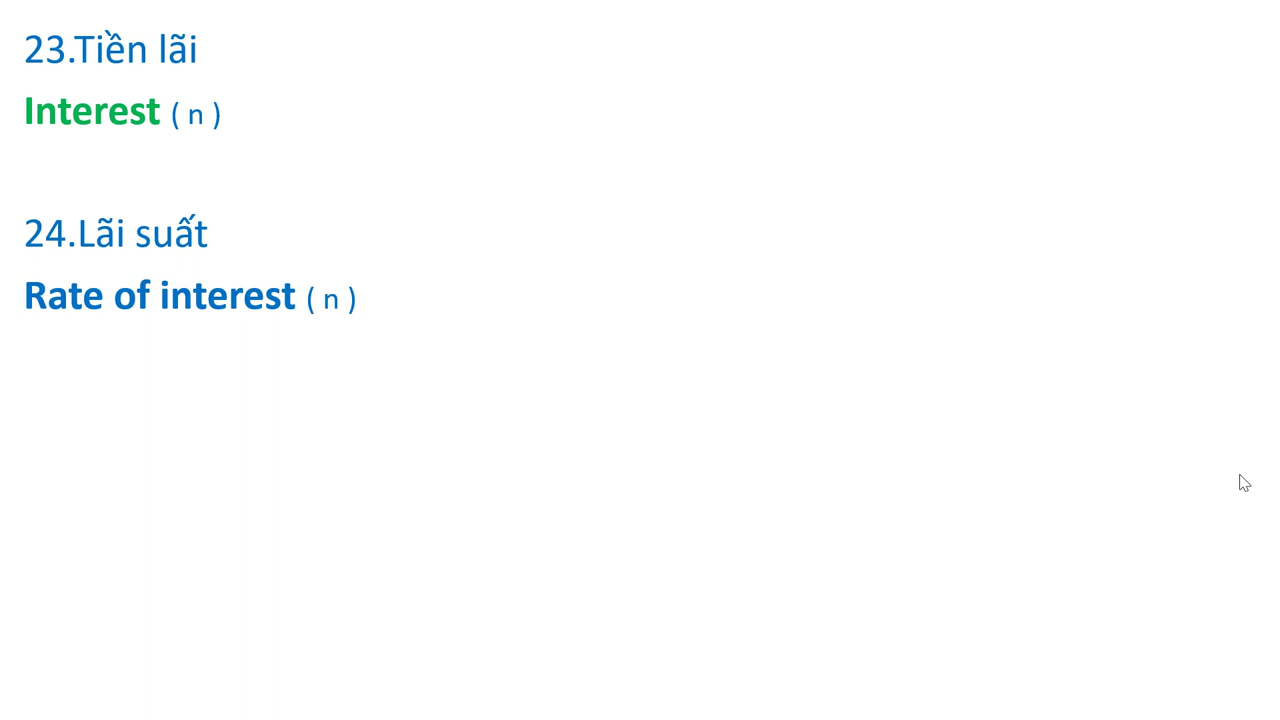 23.Tiền lãi
Interest ( n )
24.Lãi suất
Rate of interest ( n )